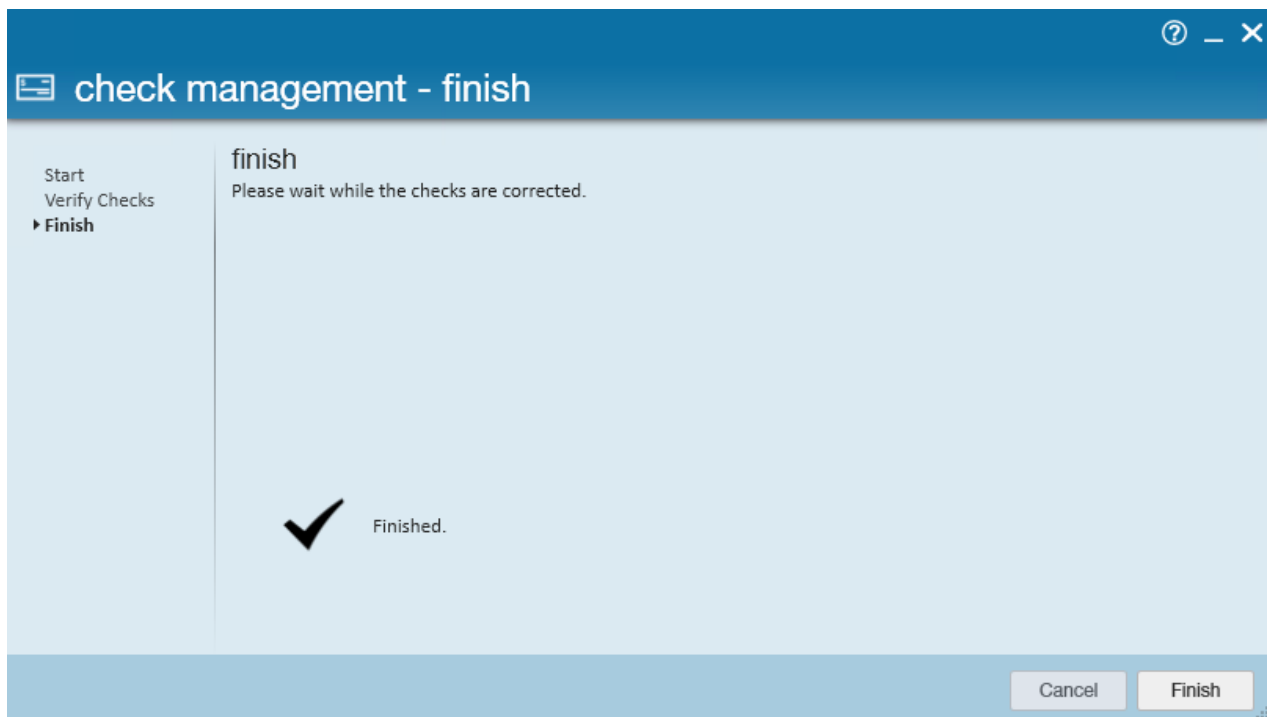 check management - finish
Start
Verify Checks
Finish
finish
Please wait while the checks are corrected.
Finished.
Cancel
Finish